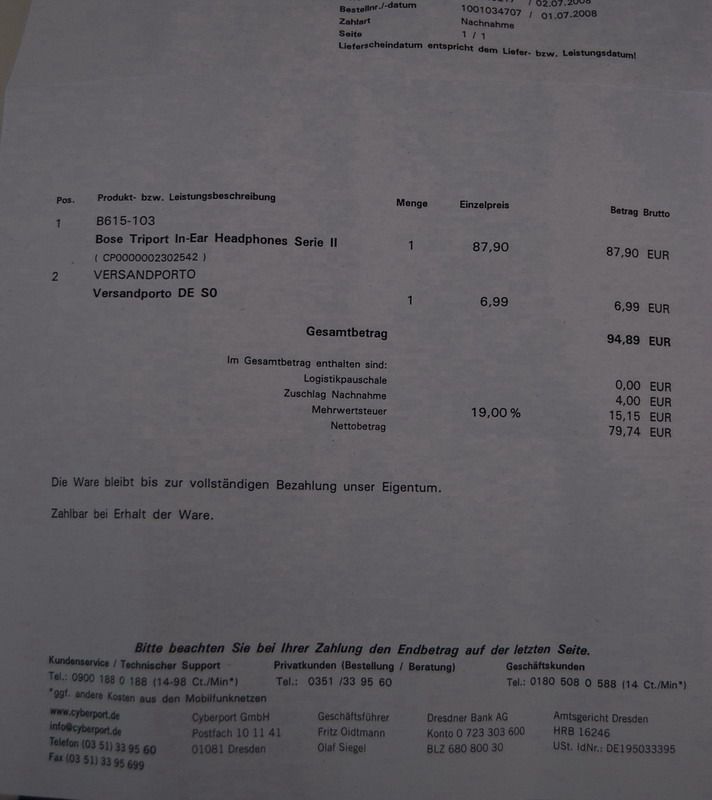 / 02.07.2008
Bestellnr./-datum 1001034707 / 01.07.2008
Zahlart Nachnahme
Seite 1 / 1
Lieferscheindatum entspricht dem Liefer- bzw. Leistungsdatum!
Pos. Produkt- bzw. Leistungsbeschreibung Menge Einzelpreis Betrag Brutto
1 B615-103
Bose Triport In-Ear Headphones Serie II 1 87,90 87,90 EUR
( CP0000002302542 )
2 VERSANDPORTO
Versandporto DE SO 1 6,99 6,99 EUR
Gesamtbetrag 94,89 EUR
Im Gesamtbetrag enthalten sind:
Logistikpauschale 0,00 EUR
Zuschlag Nachnahme 4,00 EUR
Mehrwertsteuer 19,00 % 15,15 EUR
Nettobetrag 79,74 EUR
Die Ware bleibt bis zur vollständigen Bezahlung unser Eigentum.
Zahlbar bei Erhalt der Ware.
Bitte beachten Sie bei Ihrer Zahlung den Endbetrag auf der letzten Seite.
Kundenservice / Technischer Support Privatkunden (Bestellung / Beratung) Geschäftskunden
Tel.: 0900 188 0 188 (14-98 Ct./Min*) Tel.: 0351 /33 95 60 Tel.: 0180 508 0 588 (14 Ct./Min*)
*ggf. andere Kosten aus den Mobilfunknetzen
www.cyberport.de Cyberport GmbH Geschäftsführer Dresdner Bank AG Amtsgericht Dresden
info@cyberport.de Postfach 10 11 41 Fritz Oidtmann Konto 0 723 303 600 HRB 16246
Telefon (03 51) 33 95 60 01081 Dresden Olaf Siegel BLZ 680 800 30 USt. IdNr.: DE195033395
Fax (03 51) 33 95 699